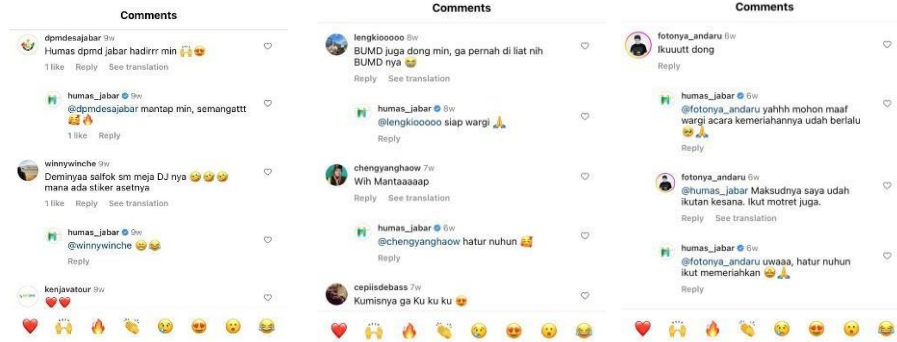 Comments
dpmdesajabar 9w
Humas dpmd jabar hadirrr min 🙌😍
1 like Reply See translation
humas_jabar 9w
@dpmdesajabar mantap min, semangattt
🥰🔥
1 like Reply
winnywinche 9w
Deminyaa salfok sm meja DJ nya 🤣🤣🤣
mana ada stiker asetnya
1 like Reply See translation
humas_jabar 9w
@winnywinche 😄😂
Reply
kenjavatour 9w
❤️❤️
❤️🙌🔥👏😢😍😮😂
Comments
lengkiooooo 8w
BUMD juga dong min, ga pernah di liat nih
BUMD nya 😭
Reply See translation
humas_jabar 8w
@lengkiooooo siap wargi 🙏
Reply
chengyanghaow 7w
Wih Mantaaaaap
Reply See translation
humas_jabar 6w
@chengyanghaow hatur nuhun 🥰
Reply
cepiisdebass 7w
Kumisnya ga Ku ku ku 😍
❤️🙌🔥👏😢😍😮😂
Comments
fotonya_andaru 6w
Ikuuutt dong
Reply
humas_jabar 6w
@fotonya_andaru yahhh mohon maaf
wargi acara kemeriahannya udah berlalu
🥹🙏
Reply
fotonya_andaru 6w
@humas_jabar Maksudnya saya udah
ikutan kesana. Ikut motret juga.
Reply See translation
humas_jabar 6w
@fotonya_andaru uwaaa, hatur nuhun
ikut memeriahkan 🤩🙏
Reply
❤️🙌🔥👏😢😍😮😂